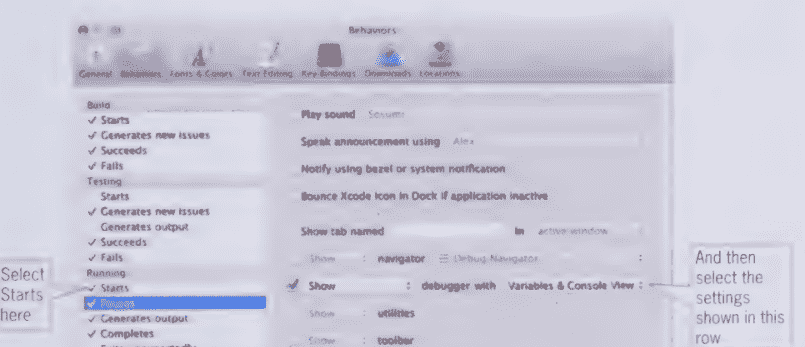 Behaviors
General Behaviors Fonts & Colors Text Editing Key Bindings Downloads Locations
Build
✓ Starts
✓ Generates new issues
✓ Succeeds
✓ Fails
Testing
Starts
✓ Generates new issues
Generates output
✓ Succeeds
✓ Fails
Running
✓ Starts
✓ Pauses
✓ Generates output
✓ Completes
Play sound Sosumi
Speak announcement using Alex
Notify using bezel or system notification
Bounce Xcode icon in Dock if application inactive
Show tab named in active window
Show navigator Debug Navigator
✓ Show debugger with Variables & Console View
Show utilities
Show toolbar
Select
Starts
here
And then
select the
settings
shown in this
row